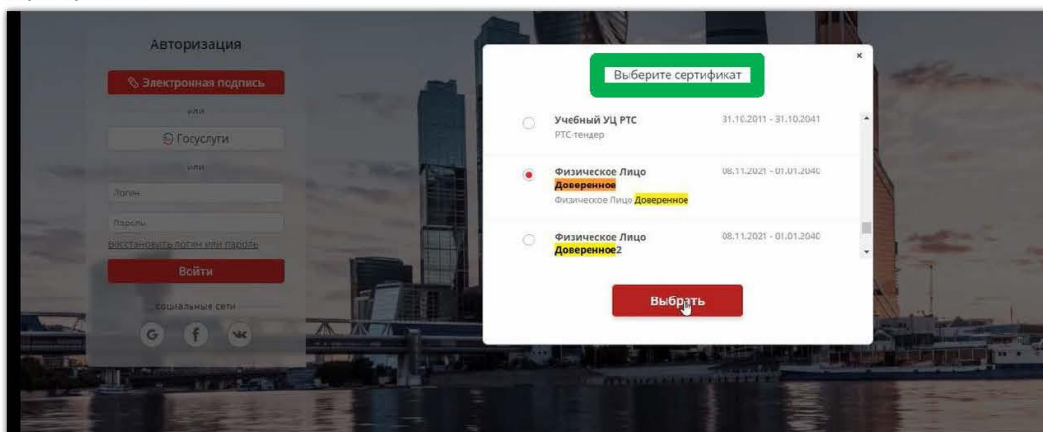 Авторизация
Электронная подпись
или
Госуслуги
или
Логин
Пароль
восстановить логин или пароль
Войти
социальные сети
G f
Выберите сертификат
×
Учебный УЦ РТС 31.10.2011 - 31.10.2041
РТС-тендер
Физическое Лицо 08.11.2021 - 01.01.2040
Доверенное
Физическое Лицо Доверенное
Физическое Лицо 08.11.2021 - 01.01.2040
Доверенное2
Выбрать